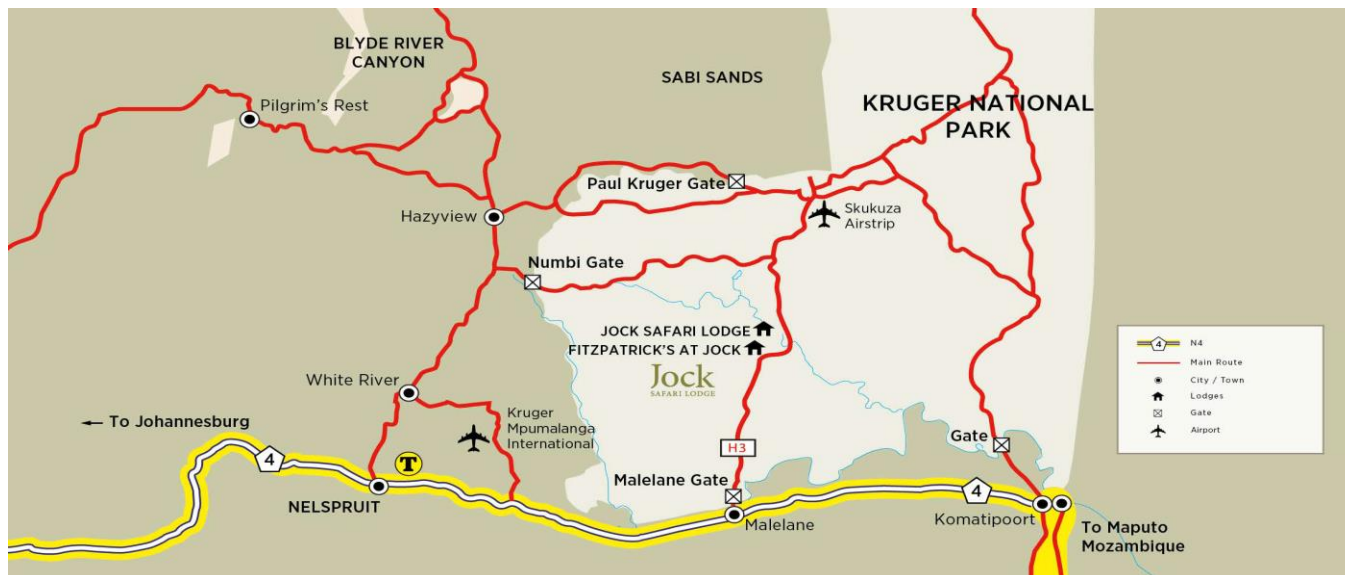 BLYDE RIVER
CANYON
SABI SANDS
KRUGER NATIONAL
PARK
Pilgrim's Rest
Paul Kruger Gate
Hazyview
Skukuza
Airstrip
Numbi Gate
JOCK SAFARI LODGE
FITZPATRICK'S AT JOCK
Jock
SAFARI LODGE
White River
To Johannesburg
Kruger
Mpumalanga
International
H3
Gate
4
T
Malelane Gate
4
NELSPRUIT
Malelane
Komatipoort
To Maputo
Mozambique
4 N4
Main Route
City / Town
Lodges
Gate
Airport